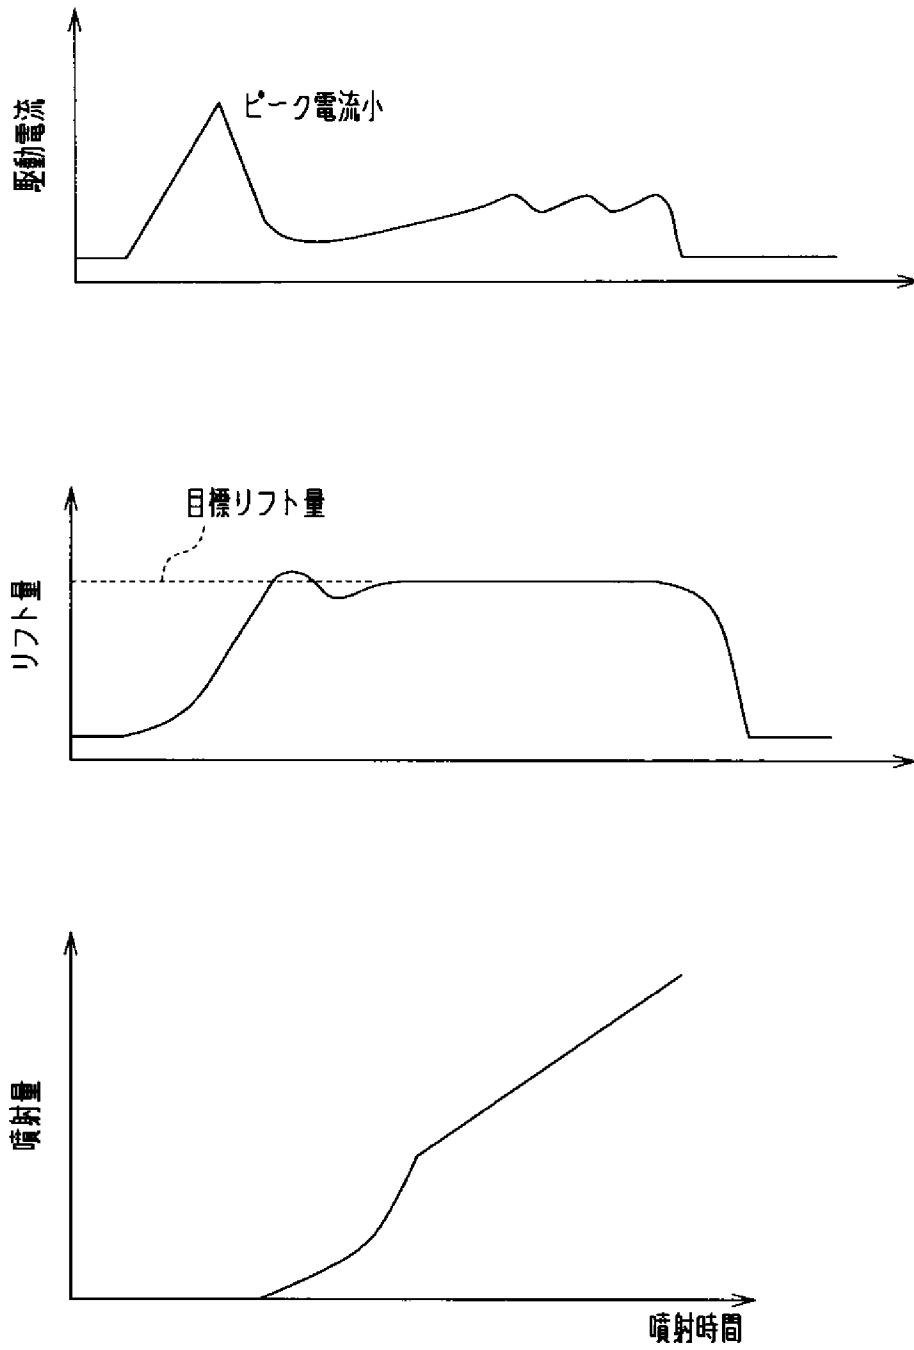 駆動電流
ピーク電流小
目標リフト量
リフト量
噴射量
噴射時間